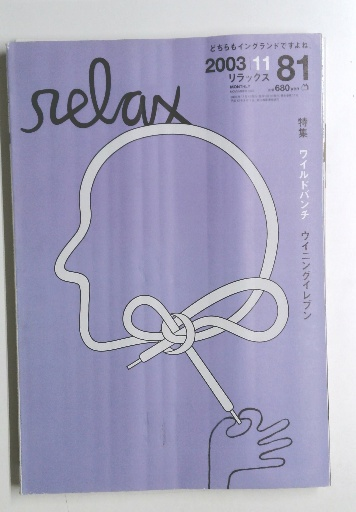 どちらもイングランドですよね
relax
2003 11 81
リラックス
MONTHLY
680
特集 ワイルドバンチ ウイニングイレブン